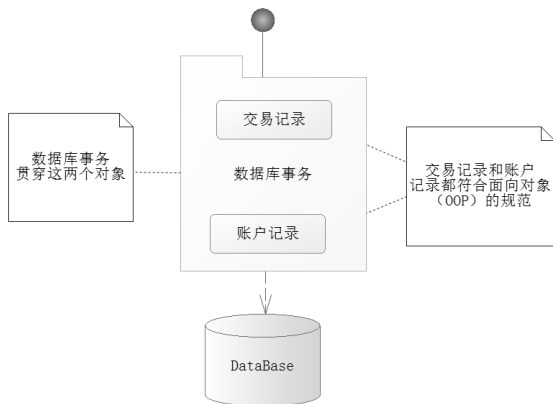 交易记录
数据库事务
贯穿这两个对象
数据库事务
交易记录和账户
记录都符合面向对象
（OOP）的规范
账户记录
DataBase